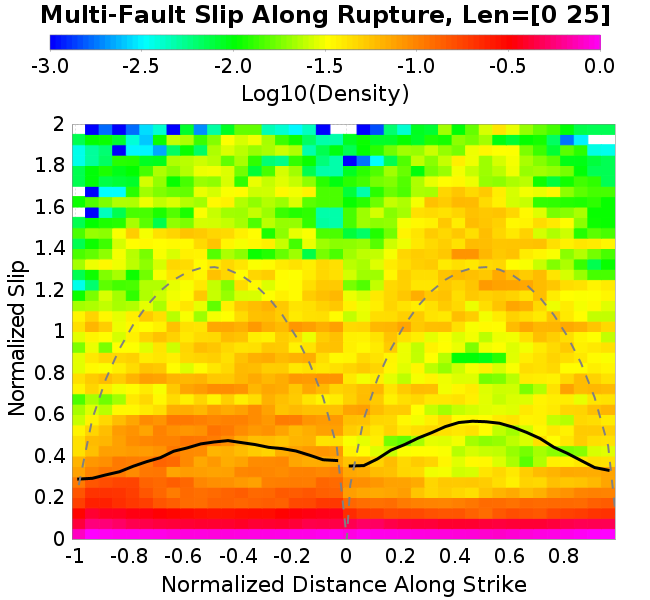 Multi-Fault Slip Along Rupture, Len=[0 25]
-3.0 -2.5 -2.0 -1.5 -1.0 -0.5 0.0
Log10(Density)
2
1.8
1.6
1.4
1.2
1
0.8
0.6
0.4
0.2
0
Normalized Slip
-1 -0.8 -0.6 -0.4 -0.2 0 0.2 0.4 0.6 0.8
Normalized Distance Along Strike